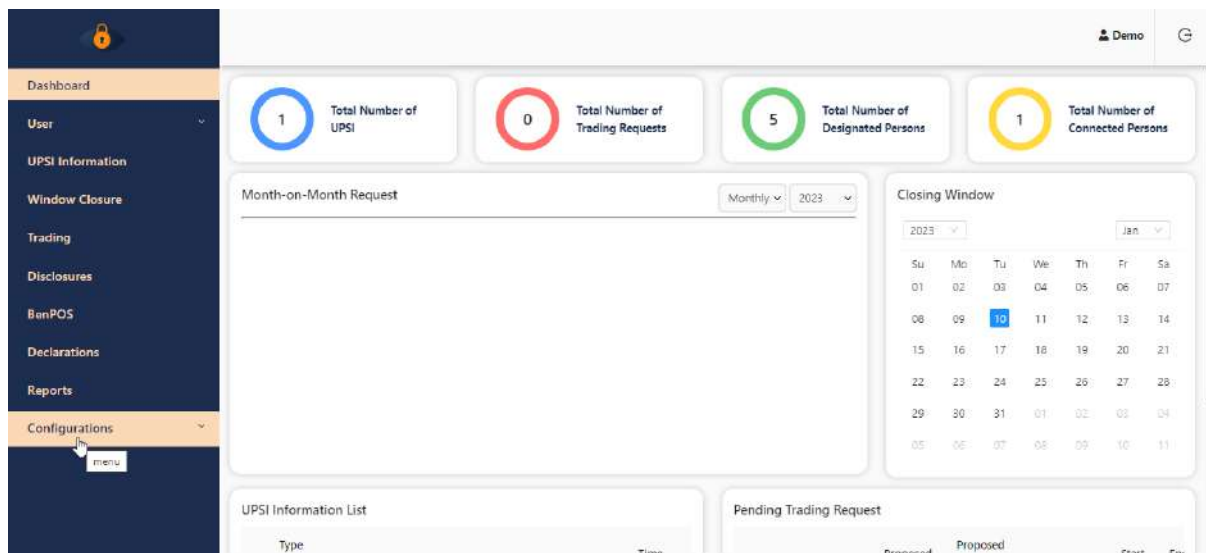 Demo
Dashboard
User
UPSI Information
Window Closure
Trading
Disclosures
BenPOS
Declarations
Reports
Configurations
menu
1
Total Number of
UPSI
0
Total Number of
Trading Requests
5
Total Number of
Designated Persons
1
Total Number of
Connected Persons
Month-on-Month Request
Monthly
2023
Closing Window
2023
Jan
Su Mo Tu We Th Fr Sa
01 02 03 04 05 06 07
08 09 10 11 12 13 14
15 16 17 18 19 20 21
22 23 24 25 26 27 28
29 30 31 01 02 03 04
05 06 07 08 09 10 11
UPSI Information List
Type
Time
Pending Trading Request
Proposed
Proposed
Start